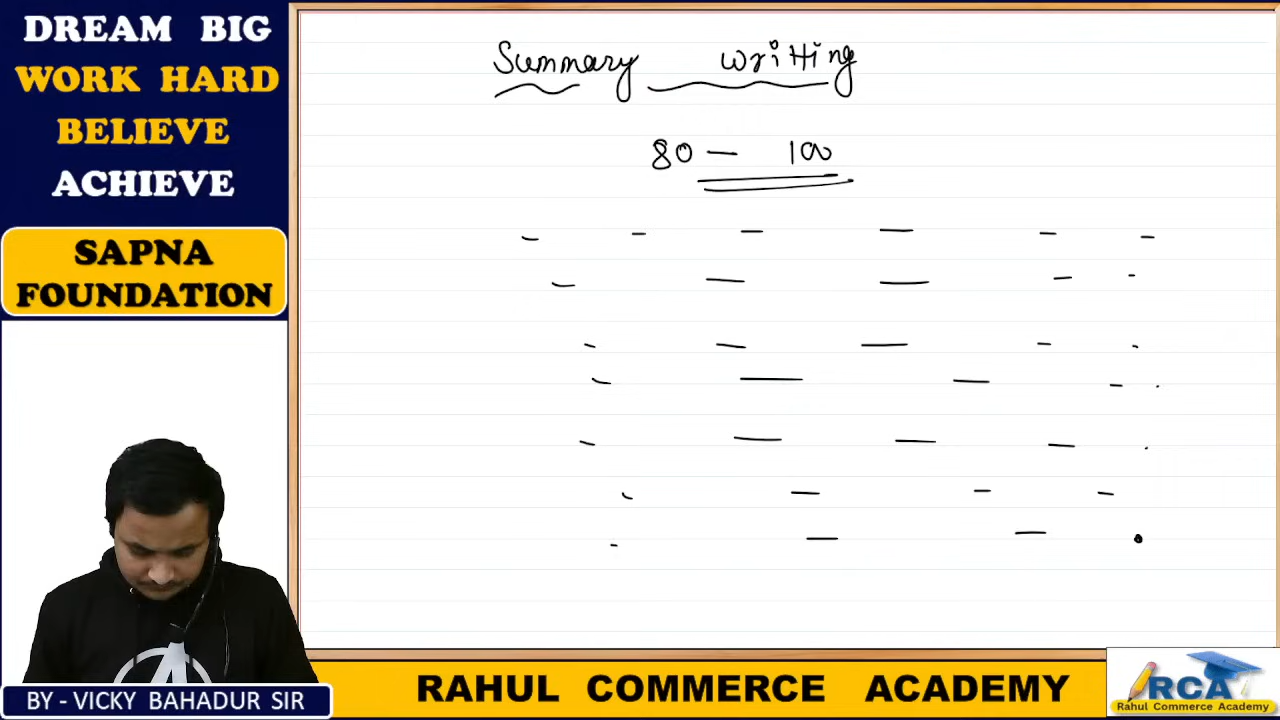 DREAM BIG
WORK HARD
BELIEVE
ACHIEVE
SAPNA
FOUNDATION
Summary writing
80 — 100
BY - VICKY BAHADUR SIR
RAHUL COMMERCE ACADEMY
RCA
Rahul Commerce Academy